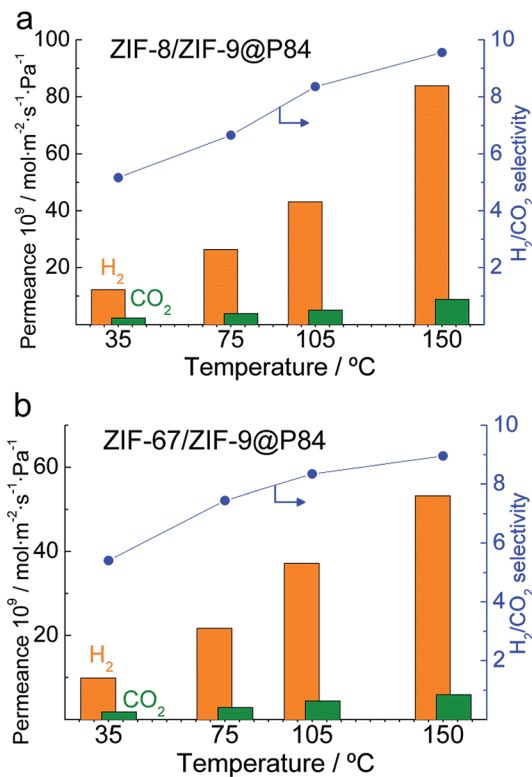 a
ZIF-8/ZIF-9@P84
Permeance 10⁹ / mol·m⁻²·s⁻¹·Pa⁻¹
100
80
60
40
20
H₂
CO₂
10
8
6
4
2
0
H₂/CO₂ selectivity
35 75 105 150
Temperature / ºC
b
ZIF-67/ZIF-9@P84
Permeance 10⁹ / mol·m⁻²·s⁻¹·Pa⁻¹
60
40
20
H₂
CO₂
10
8
6
4
2
0
H₂/CO₂ selectivity
35 75 105 150
Temperature / ºC